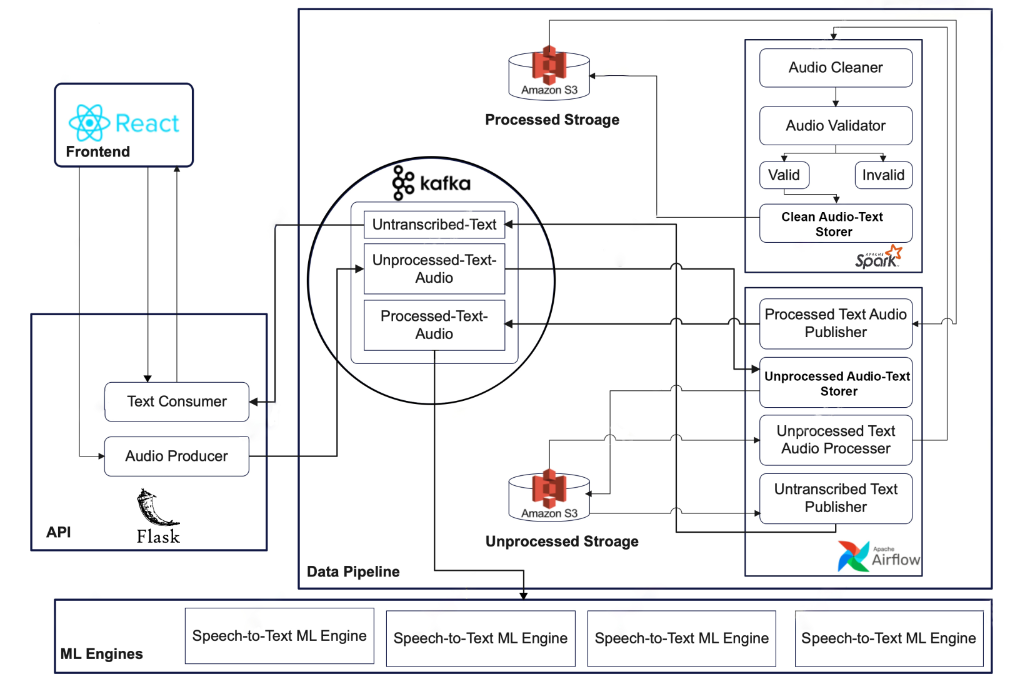 React
Frontend
Text Consumer
Audio Producer
API
Flask
kafka
Untranscribed-Text
Unprocessed-Text-
Audio
Processed-Text-
Audio
Amazon S3
Processed Stroage
Amazon S3
Unprocessed Stroage
Data Pipeline
Audio Cleaner
Audio Validator
Valid
Invalid
Clean Audio-Text
Storer
APACHE
Spark
Processed Text Audio
Publisher
Unprocessed Audio-Text
Storer
Unprocessed Text
Audio Processer
Untranscribed Text
Publisher
Apache
Airflow
ML Engines
Speech-to-Text ML Engine
Speech-to-Text ML Engine
Speech-to-Text ML Engine
Speech-to-Text ML Engine